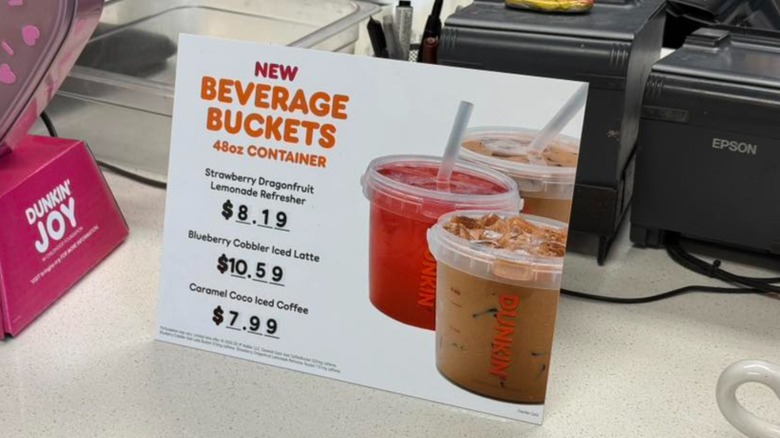 NEW
BEVERAGE
BUCKETS
48oz CONTAINER
Strawberry Dragonfruit
Lemonade Refresher
$8.19
Blueberry Cobbler Iced Latte
$10.59
Caramel Coco Iced Coffee
$7.99
DUNKIN'
DUNKIN'
DUNKIN'
JOY
EPSON